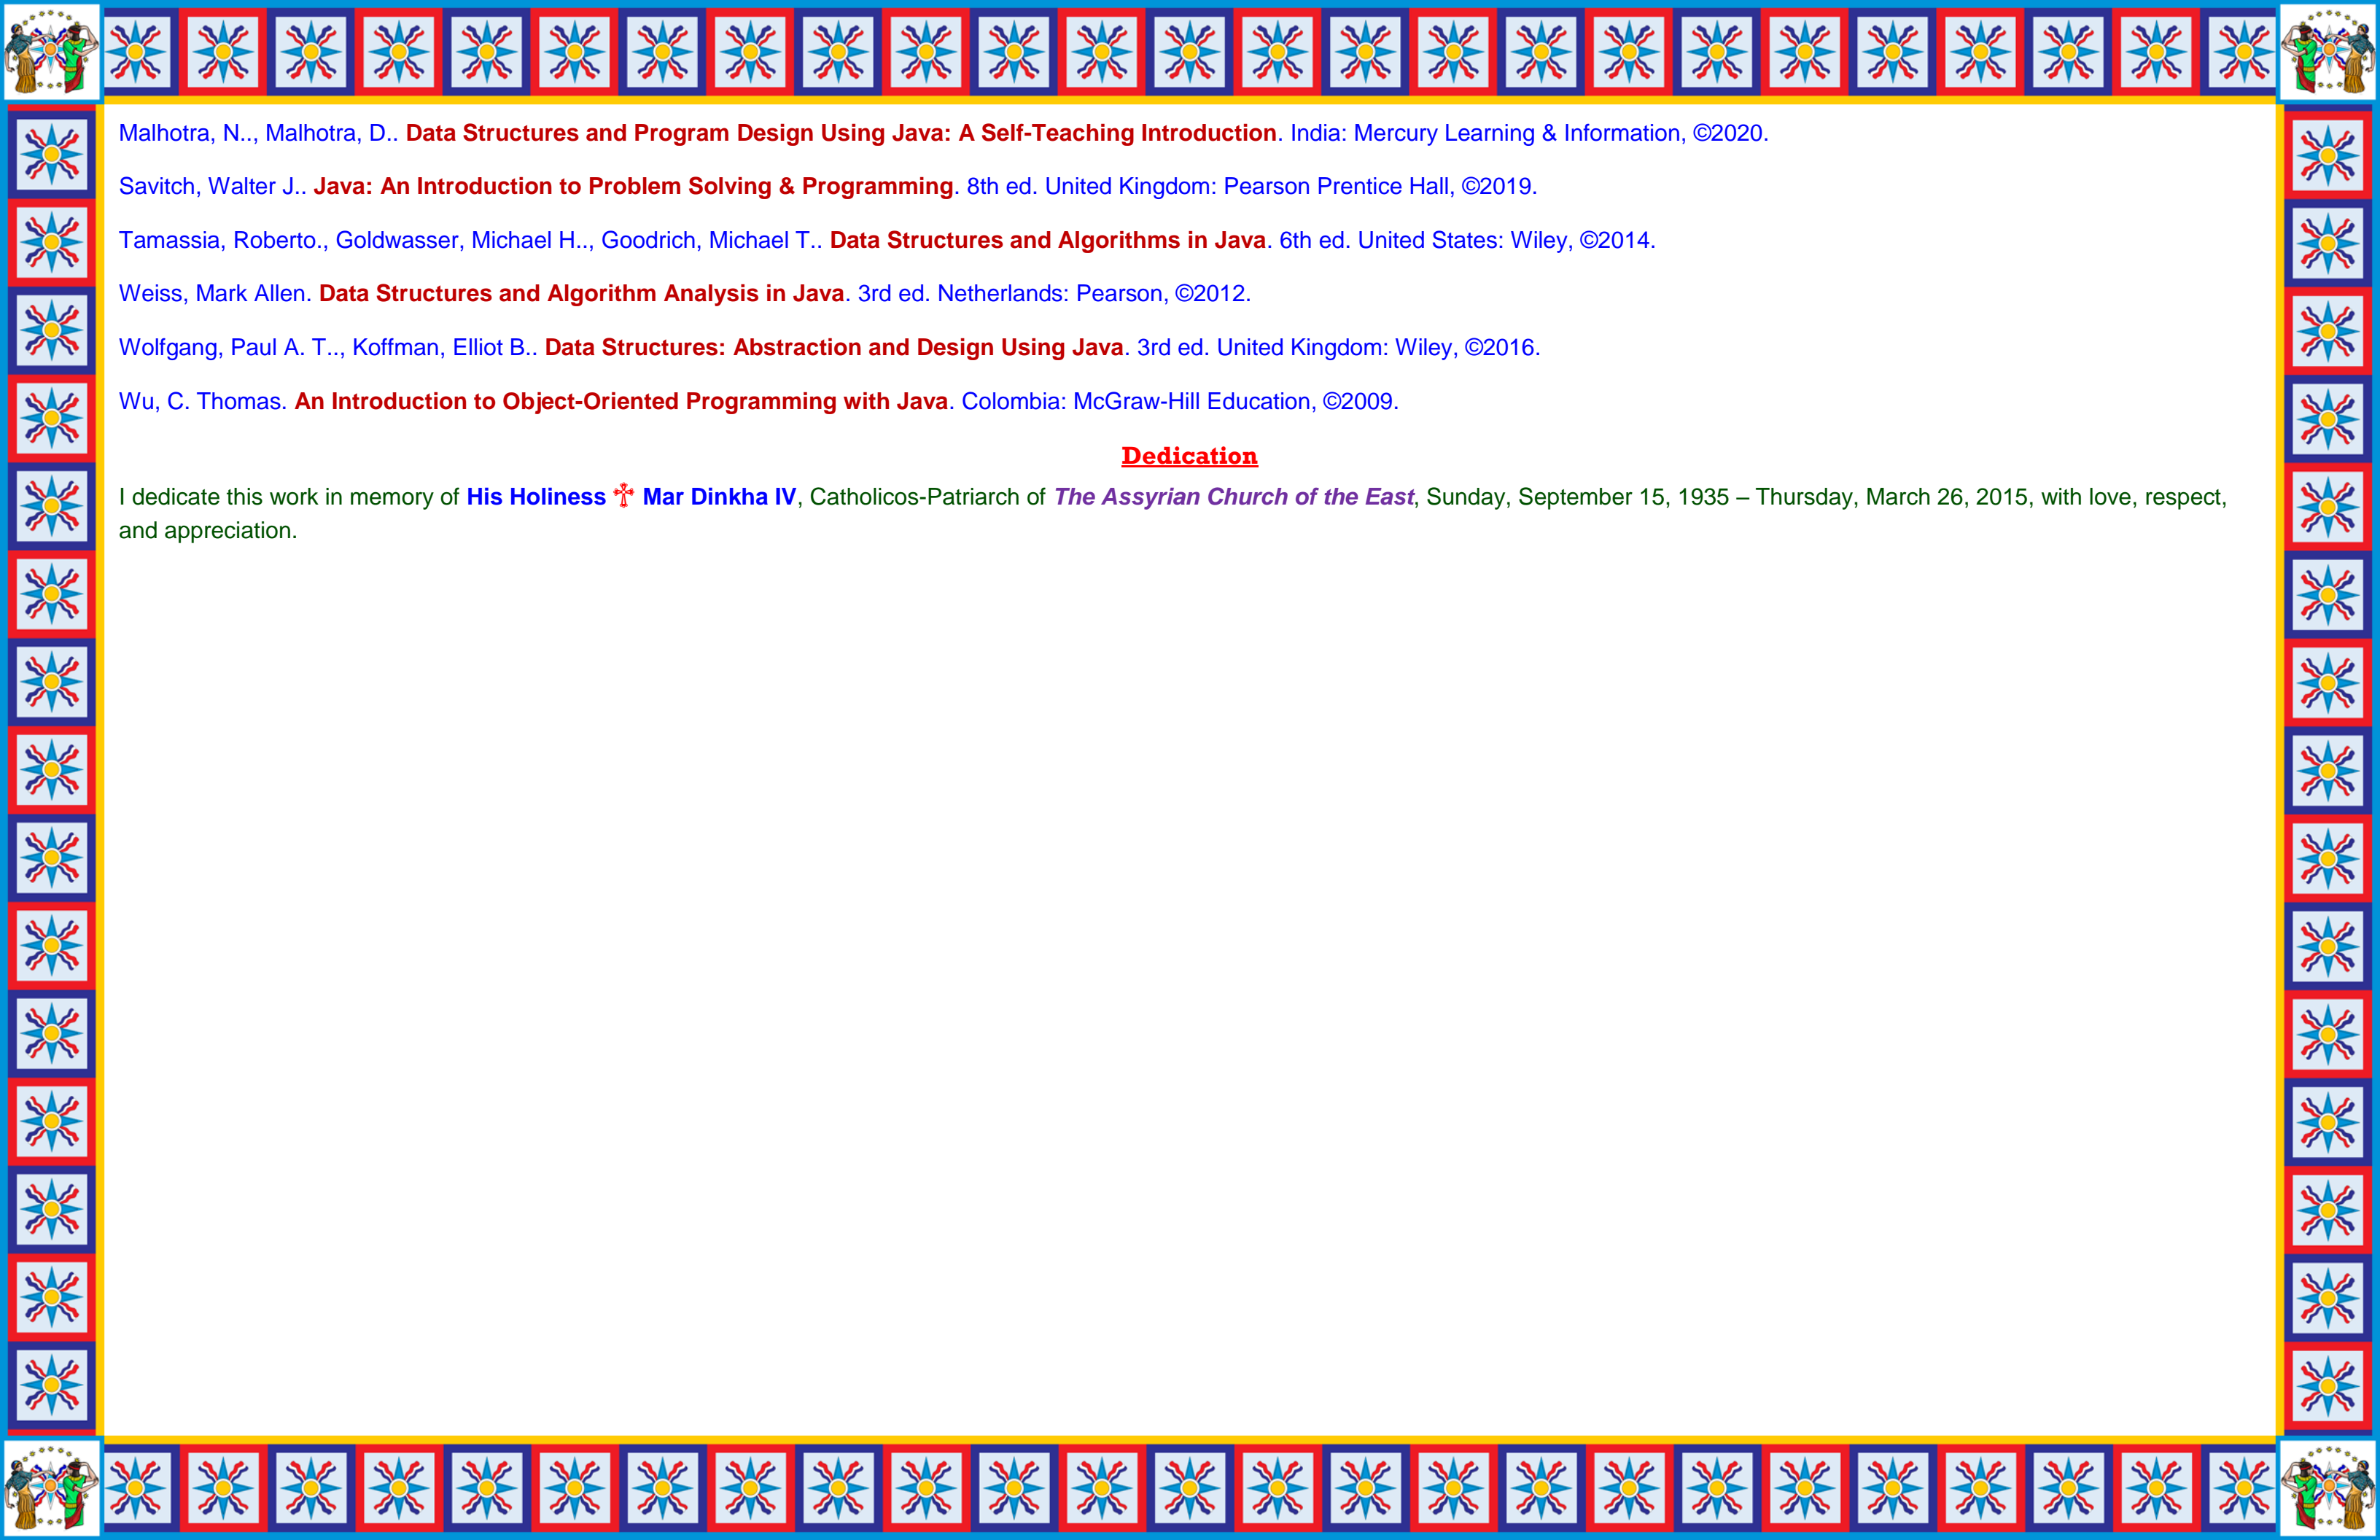 Malhotra, N.., Malhotra, D.. Data Structures and Program Design Using Java: A Self-Teaching Introduction. India: Mercury Learning & Information, ©2020.
Savitch, Walter J.. Java: An Introduction to Problem Solving & Programming. 8th ed. United Kingdom: Pearson Prentice Hall, ©2019.
Tamassia, Roberto., Goldwasser, Michael H.., Goodrich, Michael T.. Data Structures and Algorithms in Java. 6th ed. United States: Wiley, ©2014.
Weiss, Mark Allen. Data Structures and Algorithm Analysis in Java. 3rd ed. Netherlands: Pearson, ©2012.
Wolfgang, Paul A. T.., Koffman, Elliot B.. Data Structures: Abstraction and Design Using Java. 3rd ed. United Kingdom: Wiley, ©2016.
Wu, C. Thomas. An Introduction to Object-Oriented Programming with Java. Colombia: McGraw-Hill Education, ©2009.
Dedication
I dedicate this work in memory of His Holiness ♱ Mar Dinkha IV, Catholicos-Patriarch of The Assyrian Church of the East, Sunday, September 15, 1935 – Thursday, March 26, 2015, with love, respect,
and appreciation.